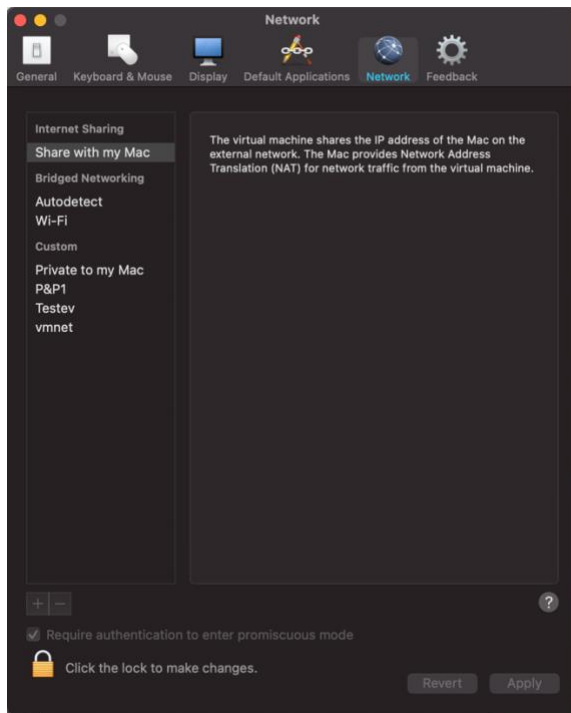 Network
General Keyboard & Mouse Display Default Applications Network Feedback
Internet Sharing
Share with my Mac
Bridged Networking
Autodetect
Wi-Fi
Custom
Private to my Mac
P&P1
Testev
vmnet
The virtual machine shares the IP address of the Mac on the
external network. The Mac provides Network Address
Translation (NAT) for network traffic from the virtual machine.
+ −
?
Require authentication to enter promiscuous mode
Click the lock to make changes.
Revert Apply